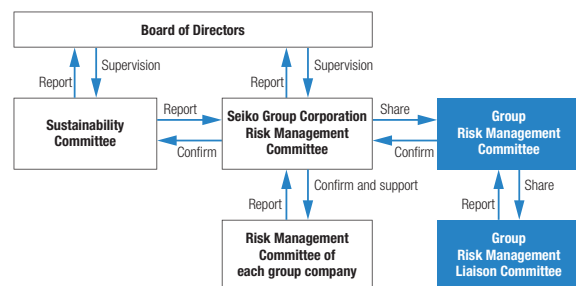 Board of Directors
Report
Supervision
Report
Supervision
Sustainability
Committee
Report
Confirm
Seiko Group Corporation
Risk Management
Committee
Share
Confirm
Group
Risk Management
Committee
Report
Confirm and support
Report
Share
Risk Management
Committee of
each group company
Group
Risk Management
Liaison Committee